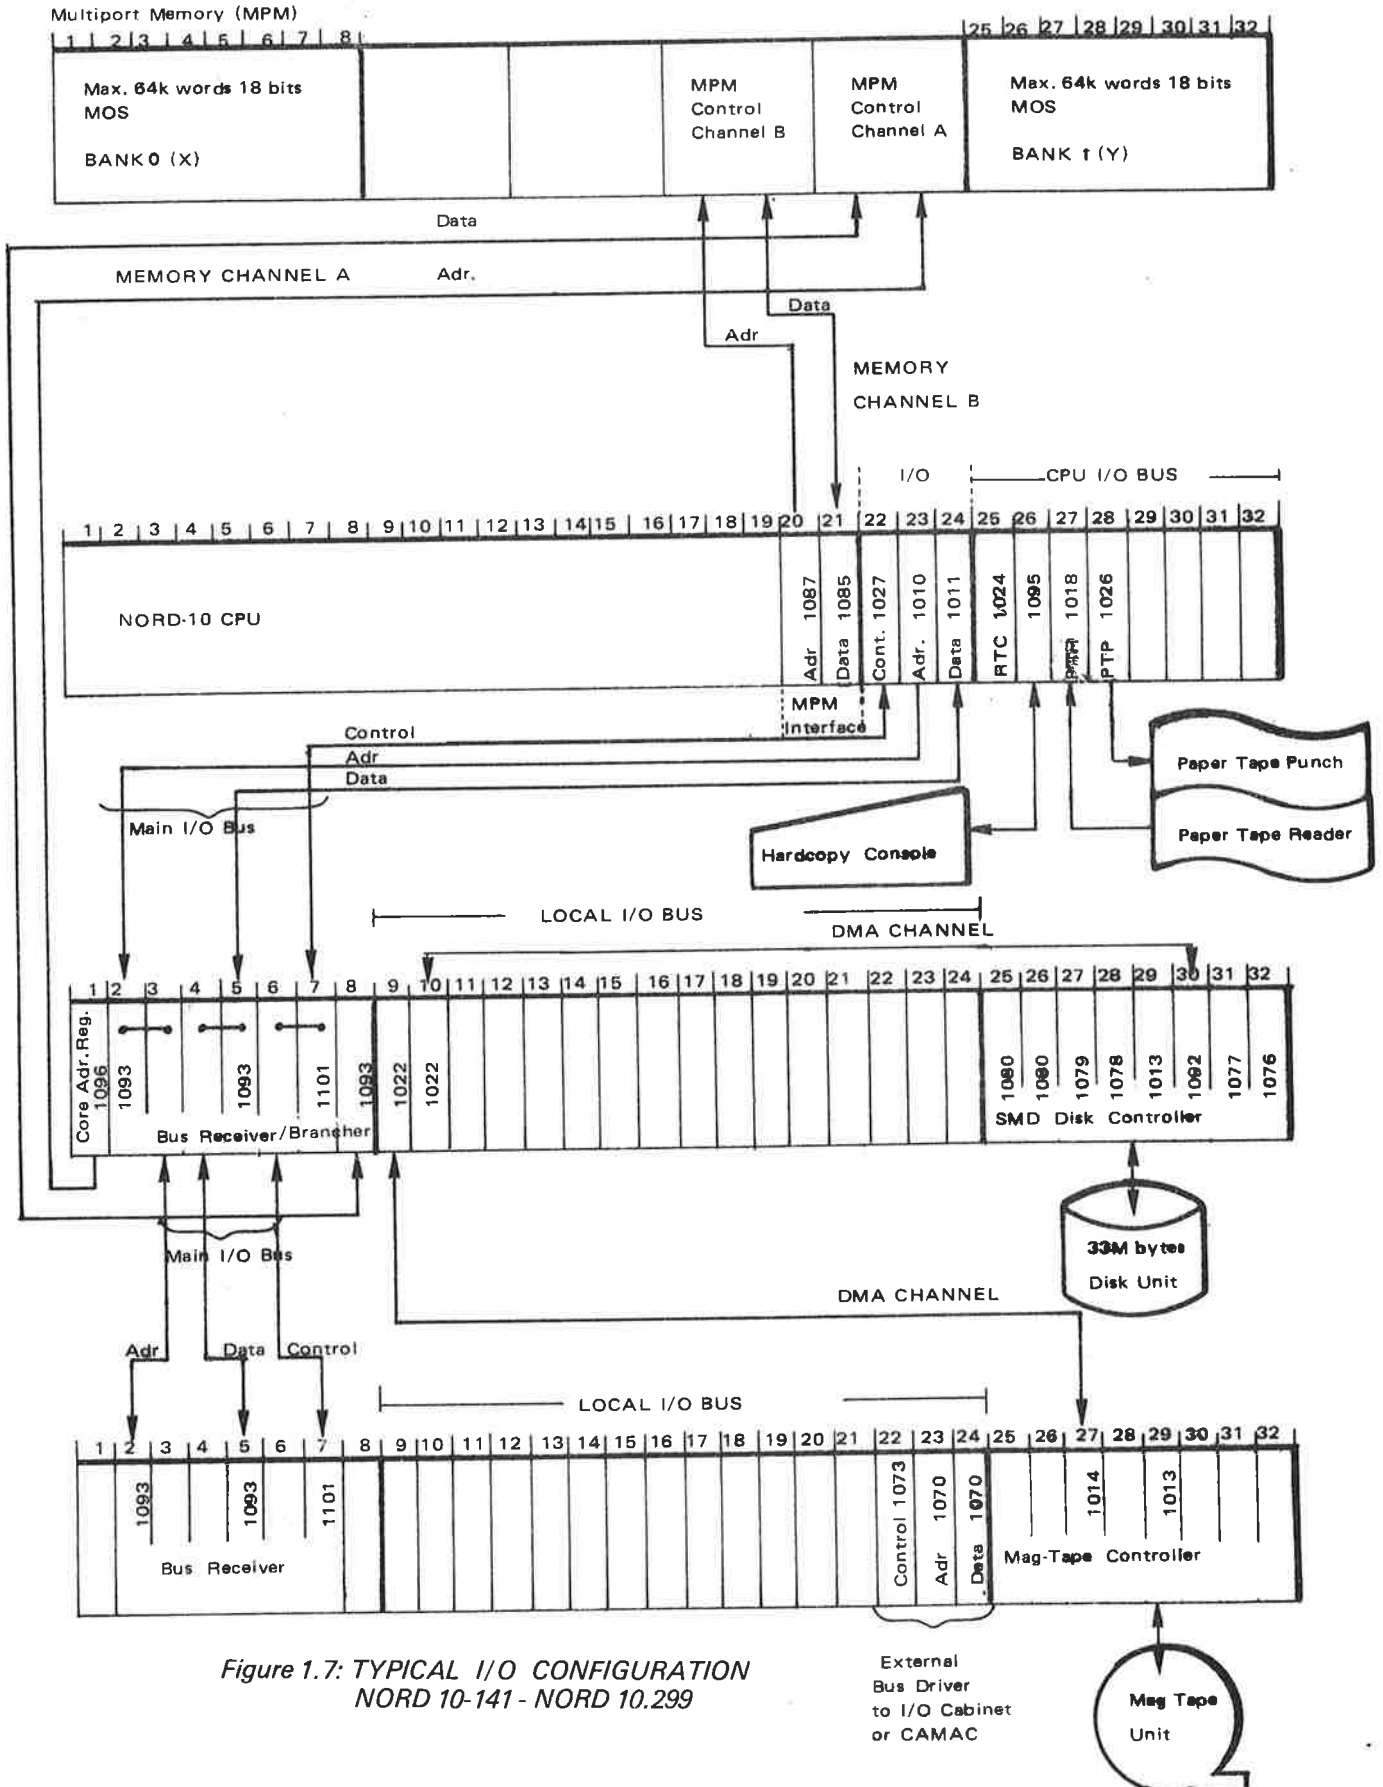 Multiport Memory (MPM)
1 2 3 4 5 6 7 8 25 26 27 28 29 30 31 32
Max. 64k words 18 bits
MOS
BANK 0 (X)
MPM
Control
Channel B
MPM
Control
Channel A
Max. 64k words 18 bits
MOS
BANK 1 (Y)
Data
MEMORY CHANNEL A Adr.
Data
Adr
MEMORY
CHANNEL B
I/O CPU I/O BUS
1 2 3 4 5 6 7 8 9 10 11 12 13 14 15 16 17 18 19 20 21 22 23 24 25 26 27 28 29 30 31 32
NORD-10 CPU
Adr 1087
Data 1085
Cont. 1027
Adr. 1010
Data 1011
RTC 1024
1095
1018
PTP 1026
MPM
Interface
Control
Adr
Data
Main I/O Bus
Paper Tape Punch
Paper Tape Reader
Hardcopy Console
LOCAL I/O BUS
DMA CHANNEL
1 2 3 4 5 6 7 8 9 10 11 12 13 14 15 16 17 18 19 20 21 22 23 24 25 26 27 28 29 30 31 32
Core Adr. Reg.
1096
1093
1093
1101
1093
1022
1022
1080
1080
1079
1078
1013
1092
1077
1076
Bus Receiver/Brancher
SMD Disk Controller
Main I/O Bus
33M bytes
Disk Unit
DMA CHANNEL
Adr Data Control
LOCAL I/O BUS
1 2 3 4 5 6 7 8 9 10 11 12 13 14 15 16 17 18 19 20 21 22 23 24 25 26 27 28 29 30 31 32
1093
1093
1101
Control 1073
Adr 1070
Data 1070
1014
1013
Bus Receiver
Mag-Tape Controller
External
Bus Driver
to I/O Cabinet
or CAMAC
Mag Tape
Unit
Figure 1.7: TYPICAL I/O CONFIGURATION
NORD 10-141 - NORD 10.299